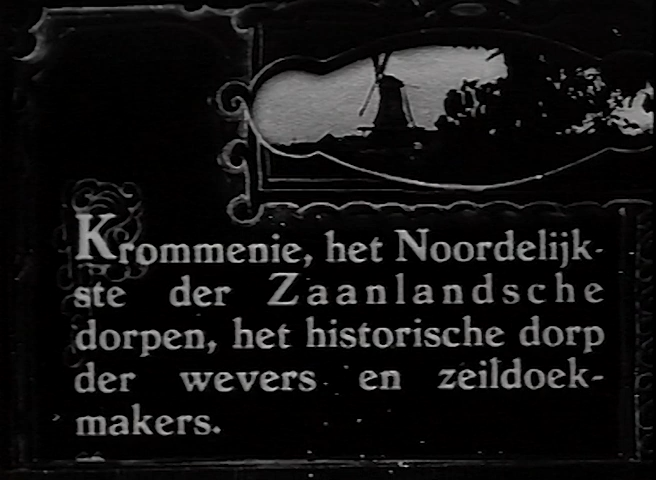 Krommenie, het Noordelijk-
ste der Zaanlandsche
dorpen, het historische dorp
der wevers en zeildoek-
makers.